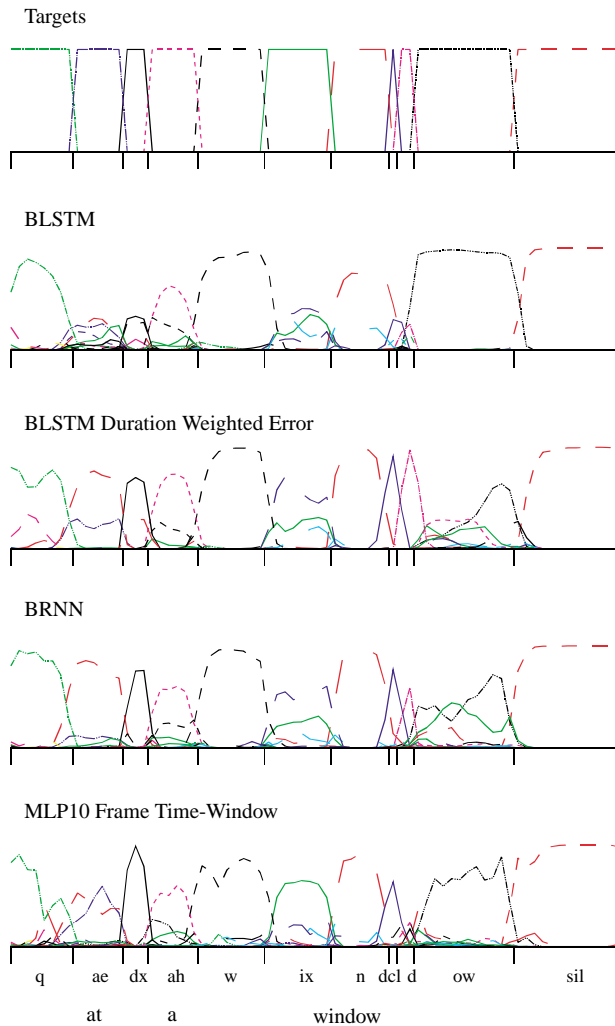 Targets
BLSTM
BLSTM Duration Weighted Error
BRNN
MLP10 Frame Time-Window
q ae dx ah w ix n dcl d ow sil
at a window